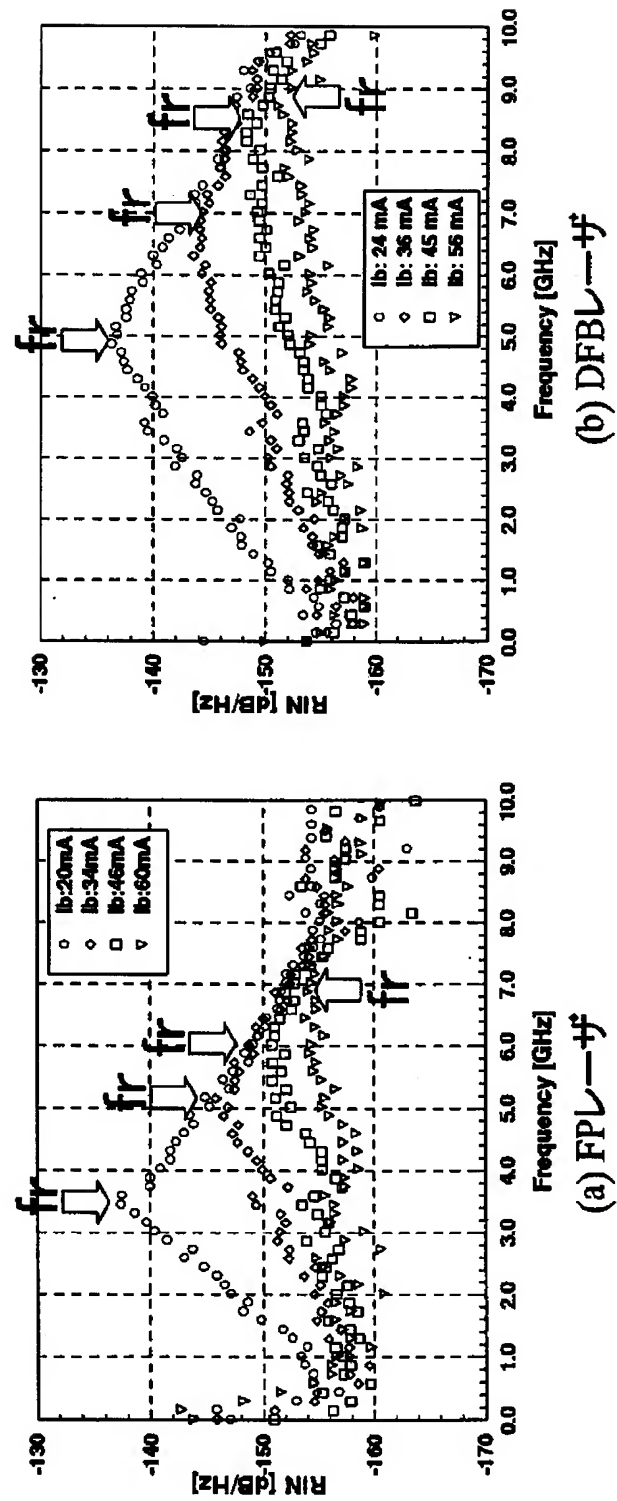 -130
-140
-150
-160
-170
RIN [dB/Hz]
0.0 1.0 2.0 3.0 4.0 5.0 6.0 7.0 8.0 9.0 10.0
Frequency [GHz]
Ib:20mA
Ib:34mA
Ib:46mA
Ib:60mA
fr
fr
fr
fr
(a) FPレーザ
-130
-140
-150
-160
-170
RIN [dB/Hz]
0.0 1.0 2.0 3.0 4.0 5.0 6.0 7.0 8.0 9.0 10.0
Frequency [GHz]
Ib: 24 mA
Ib: 36 mA
Ib: 45 mA
Ib: 56 mA
fr
fr
fr
fr
(b) DFBレーザ